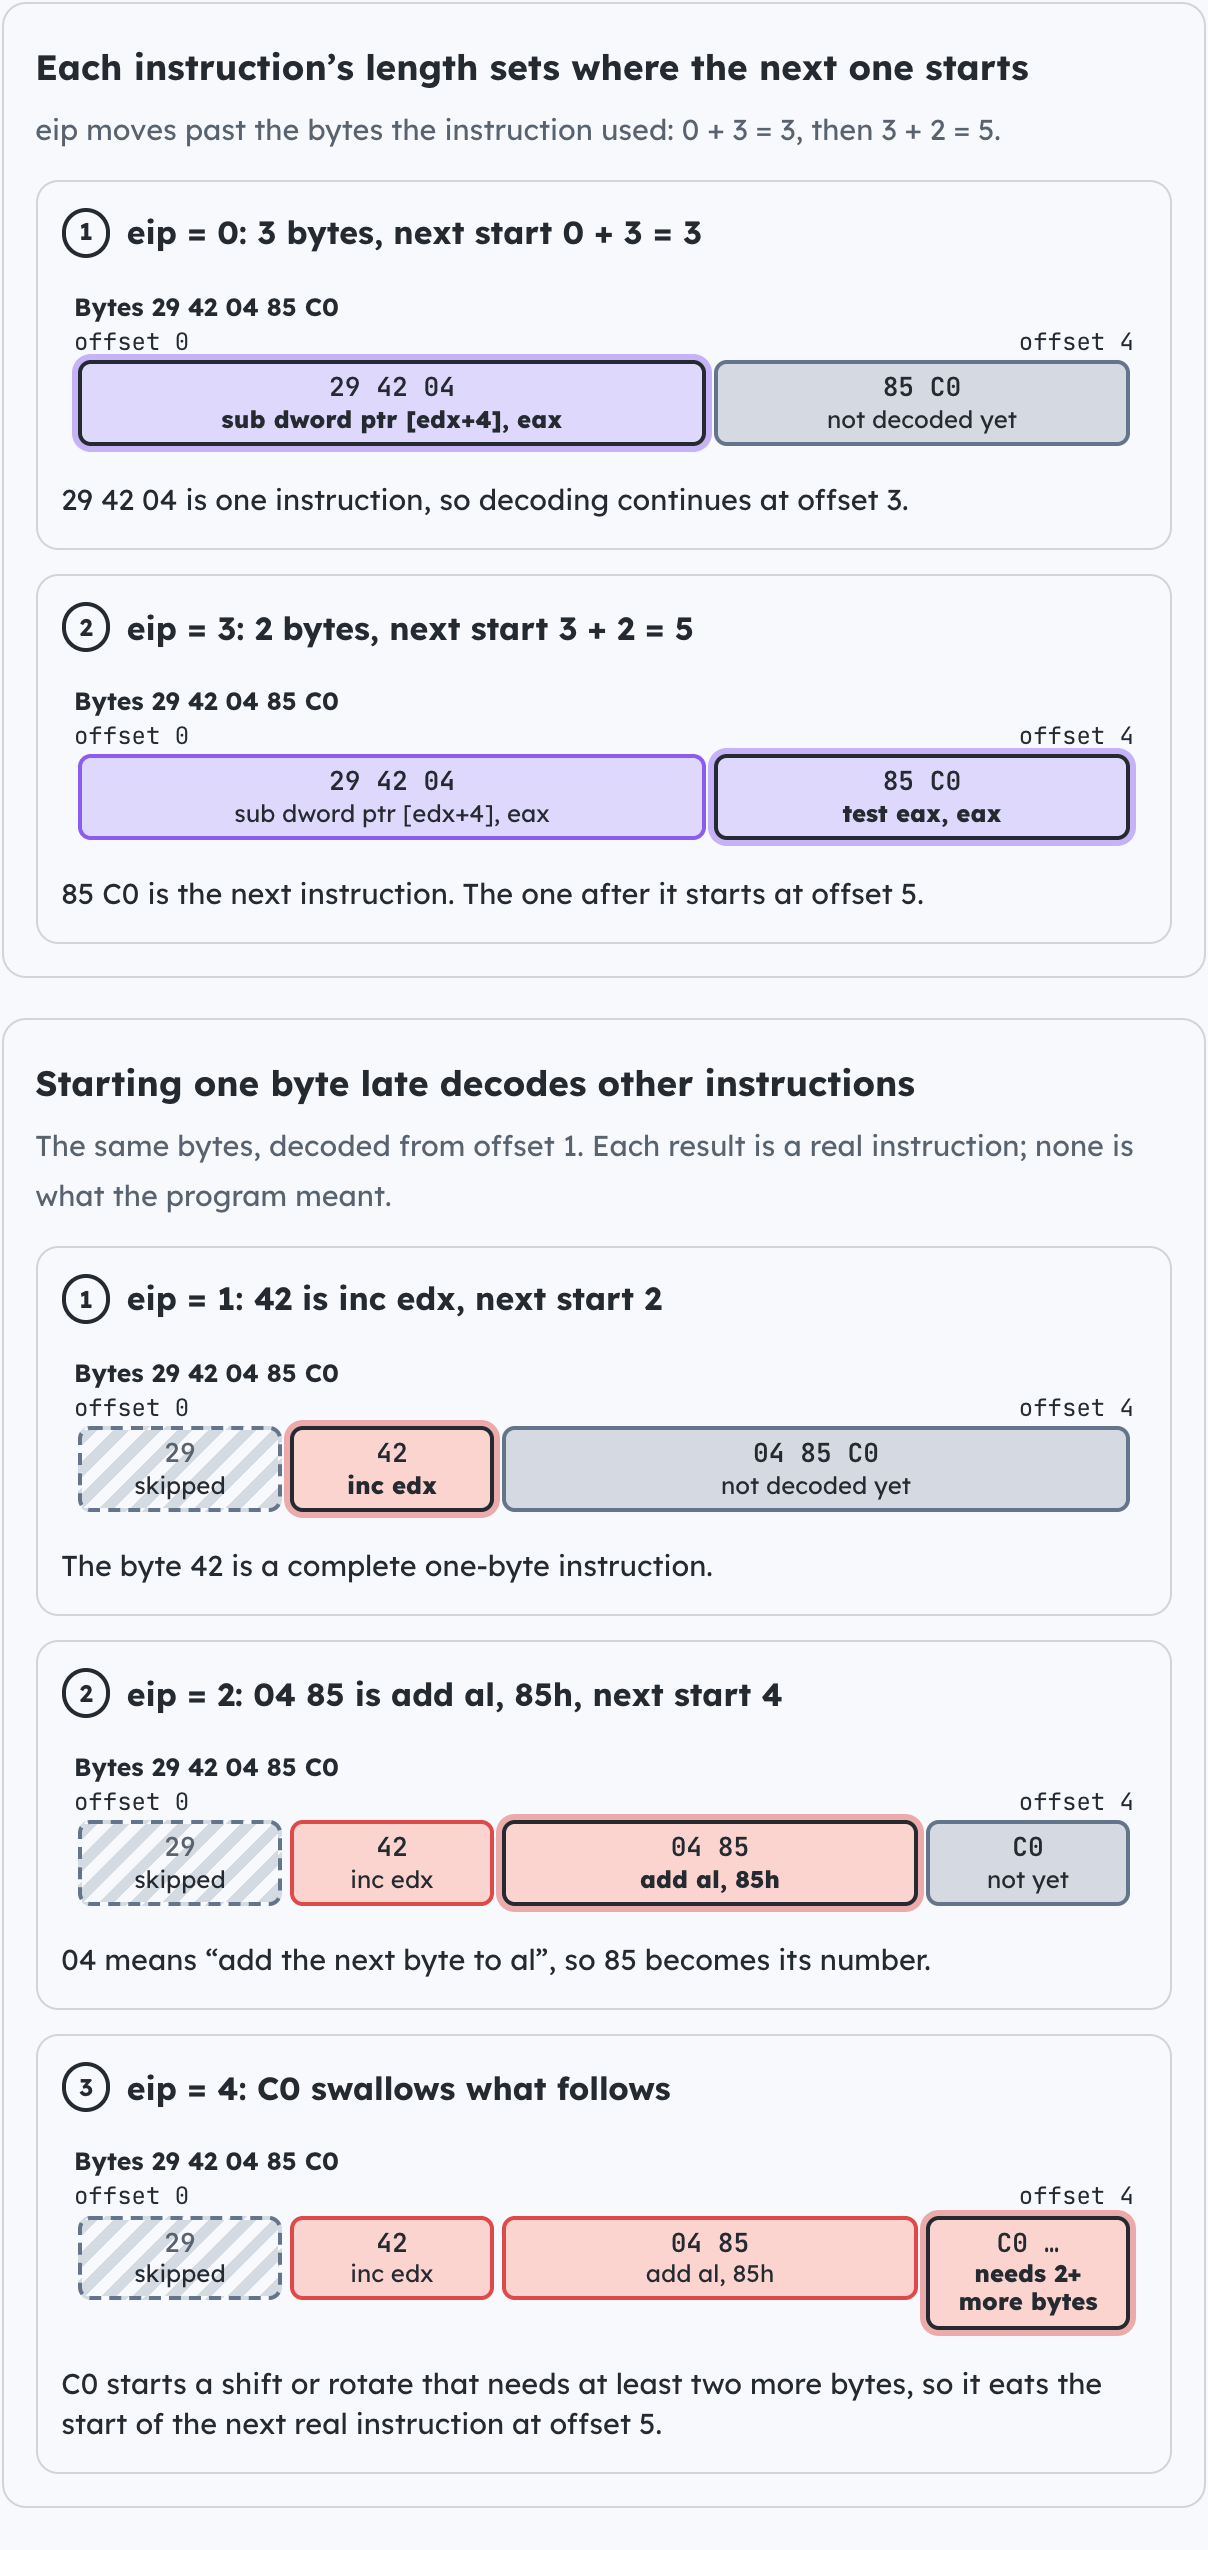 Each instruction’s length sets where the next one starts
eip moves past the bytes the instruction used: 0 + 3 = 3, then 3 + 2 = 5.
1 eip = 0: 3 bytes, next start 0 + 3 = 3
Bytes 29 42 04 85 C0
offset 0 offset 4
29 42 04 85 C0
sub dword ptr [edx+4], eax not decoded yet
29 42 04 is one instruction, so decoding continues at offset 3.
2 eip = 3: 2 bytes, next start 3 + 2 = 5
Bytes 29 42 04 85 C0
offset 0 offset 4
29 42 04 85 C0
sub dword ptr [edx+4], eax test eax, eax
85 C0 is the next instruction. The one after it starts at offset 5.
Starting one byte late decodes other instructions
The same bytes, decoded from offset 1. Each result is a real instruction; none is
what the program meant.
1 eip = 1: 42 is inc edx, next start 2
Bytes 29 42 04 85 C0
offset 0 offset 4
29 42 04 85 C0
skipped inc edx not decoded yet
The byte 42 is a complete one-byte instruction.
2 eip = 2: 04 85 is add al, 85h, next start 4
Bytes 29 42 04 85 C0
offset 0 offset 4
29 42 04 85 C0
skipped inc edx add al, 85h not yet
04 means “add the next byte to al”, so 85 becomes its number.
3 eip = 4: C0 swallows what follows
Bytes 29 42 04 85 C0
offset 0 offset 4
29 42 04 85 C0 …
skipped inc edx add al, 85h needs 2+
more bytes
C0 starts a shift or rotate that needs at least two more bytes, so it eats the
start of the next real instruction at offset 5.